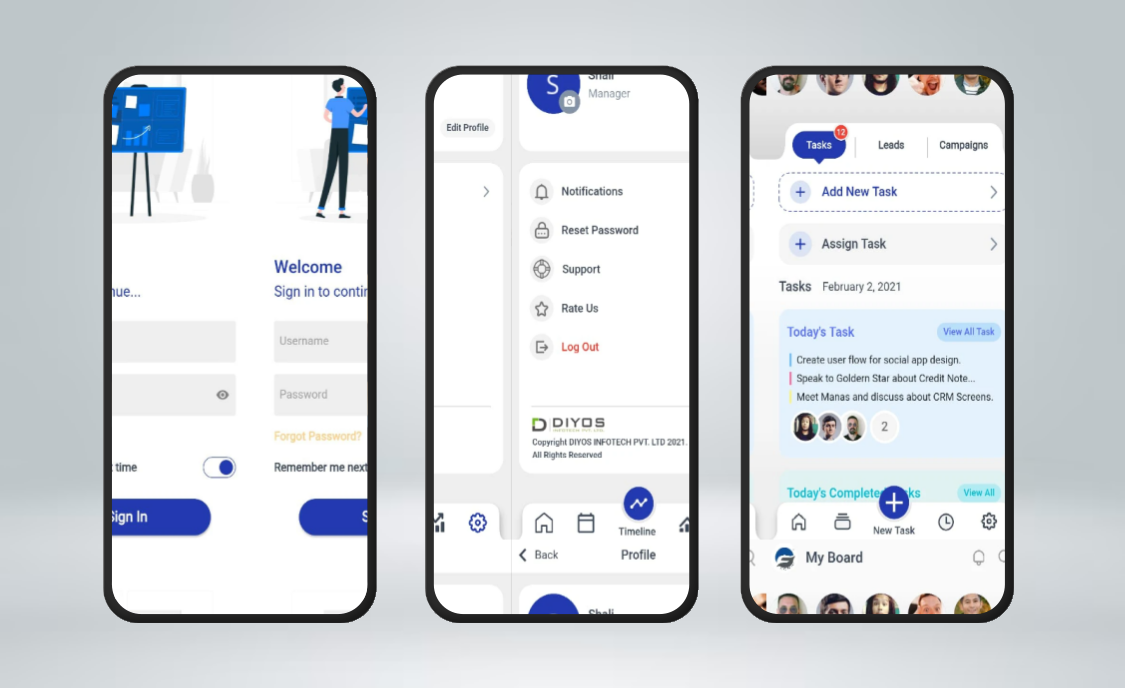 Welcome
nue...
Sign in to contin
Username
Password
Forgot Password?
t time
Remember me next
Sign In
S
S
Shali
Manager
Edit Profile
Notifications
Reset Password
Support
Rate Us
Log Out
DIYOS
INFOTECH PVT. LTD.
Copyright DIYOS INFOTECH PVT. LTD 2021.
All Rights Reserved
Timeline
Back
Profile
Shali
12
Tasks
Leads
Campaigns
Add New Task
Assign Task
Tasks February 2, 2021
Today's Task
View All Task
Create user flow for social app design.
Speak to Goldern Star about Credit Note...
Meet Manas and discuss about CRM Screens.
2
Today's Complete ks
View All
New Task
My Board